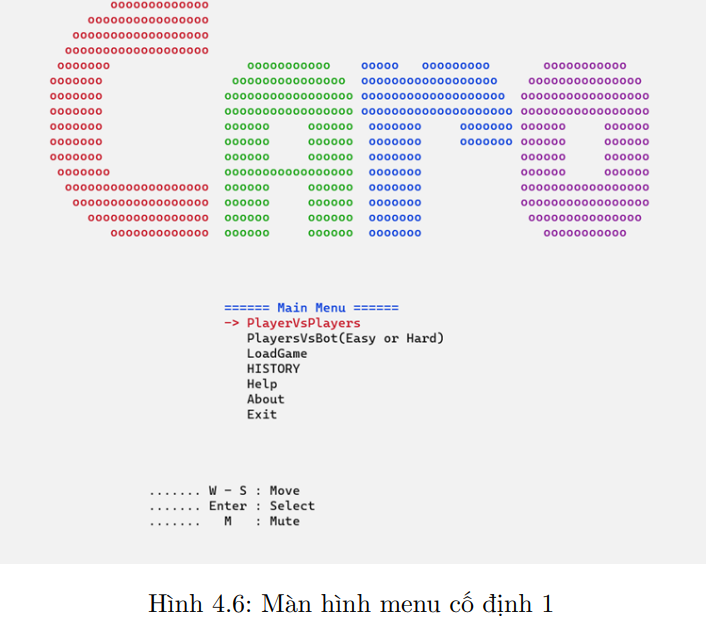 Caro
====== Main Menu ======
-> PlayerVsPlayers
PlayersVsBot(Easy or Hard)
LoadGame
HISTORY
Help
About
Exit
....... W - S : Move
....... Enter : Select
....... M : Mute
Hình 4.6: Màn hình menu cố định 1